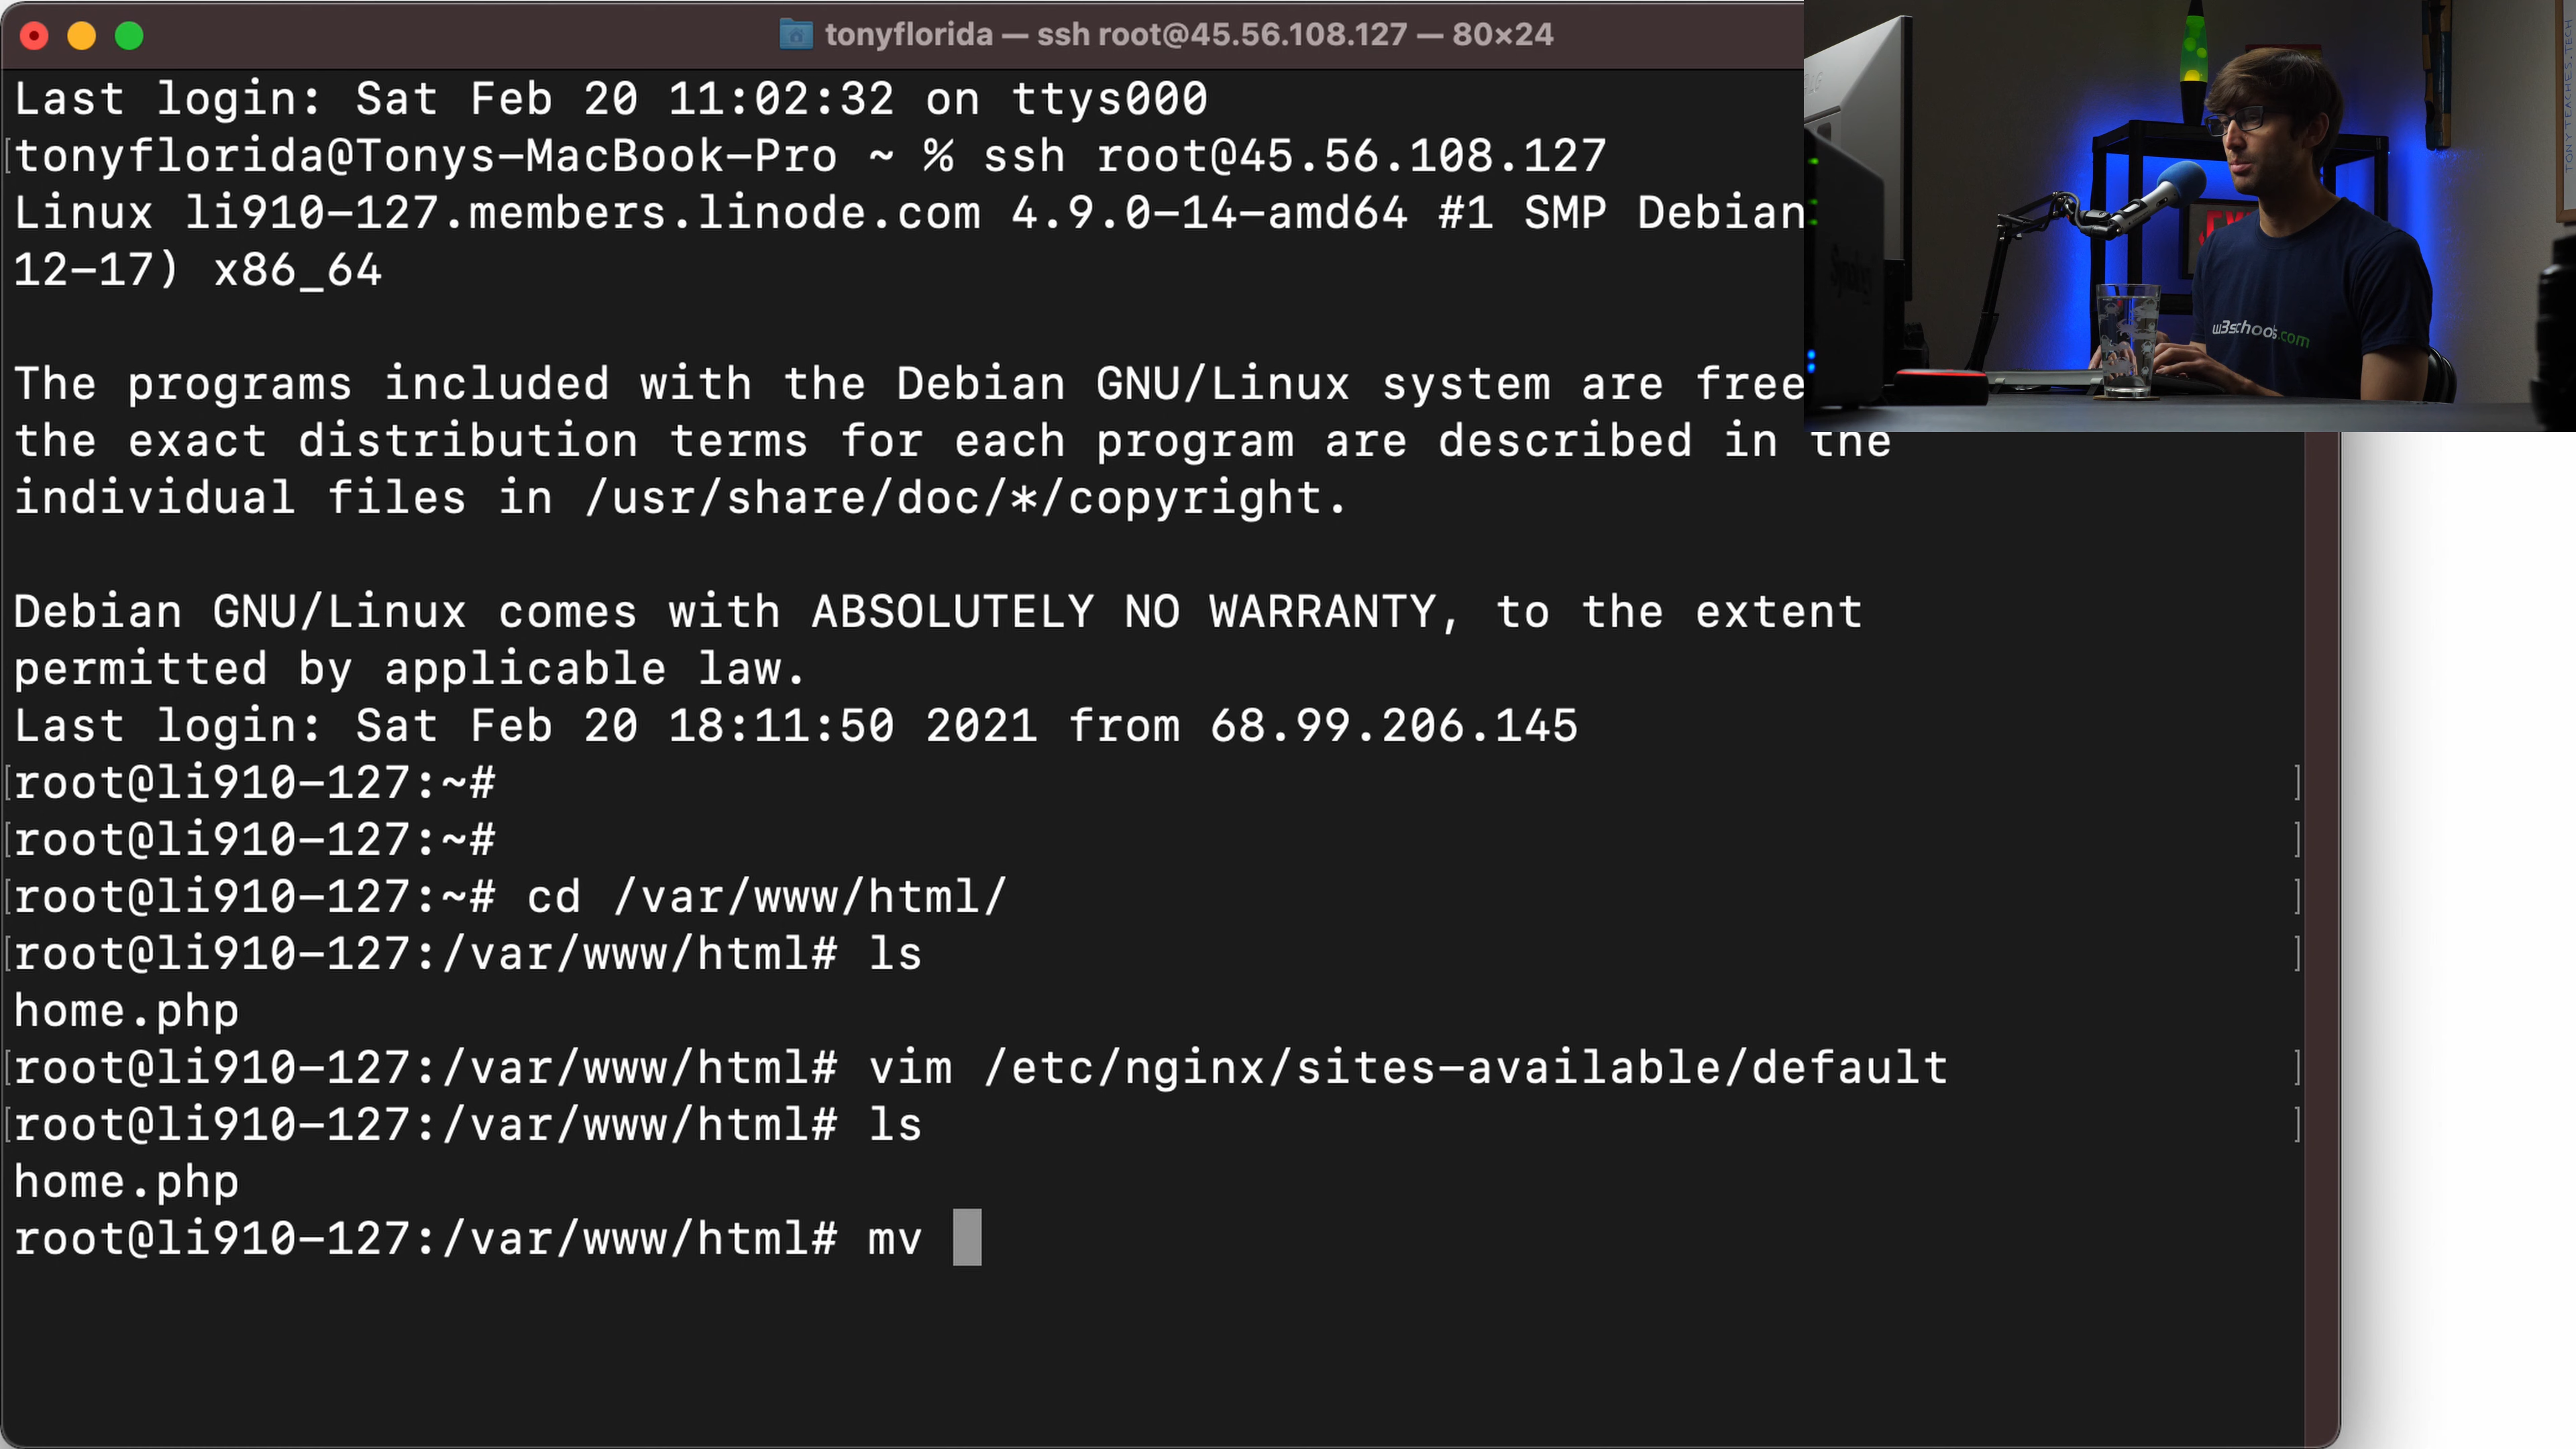 tonyflorida — ssh root@45.56.108.127 — 80×24
Last login: Sat Feb 20 11:02:32 on ttys000
[tonyflorida@Tonys-MacBook-Pro ~ % ssh root@45.56.108.127
Linux li910-127.members.linode.com 4.9.0-14-amd64 #1 SMP Debian
12-17) x86_64
The programs included with the Debian GNU/Linux system are free
the exact distribution terms for each program are described in the
individual files in /usr/share/doc/*/copyright.
Debian GNU/Linux comes with ABSOLUTELY NO WARRANTY, to the extent
permitted by applicable law.
Last login: Sat Feb 20 18:11:50 2021 from 68.99.206.145
[root@li910-127:~# ]
[root@li910-127:~# ]
[root@li910-127:~# cd /var/www/html/ ]
[root@li910-127:/var/www/html# ls ]
home.php
[root@li910-127:/var/www/html# vim /etc/nginx/sites-available/default ]
[root@li910-127:/var/www/html# ls ]
home.php
root@li910-127:/var/www/html# mv
w3schools.com
TONYTEACHES.TECH